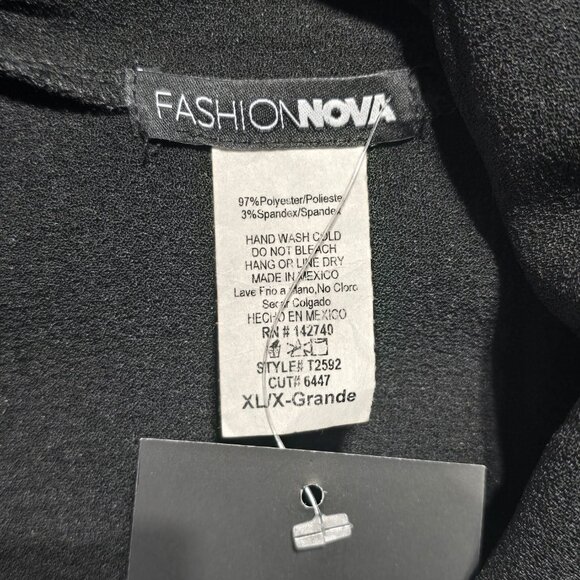 FASHIONNOVA
97%Polyester/Polieste
3%Spandex/Spandex
HAND WASH COLD
DO NOT BLEACH
HANG OR LINE DRY
MADE IN MEXICO
Lave Frio a Mano,No Cloro
Secar Colgado
HECHO EN MEXICO
RN # 142740
STYLE# T2592
CUT# 6447
XL/X-Grande